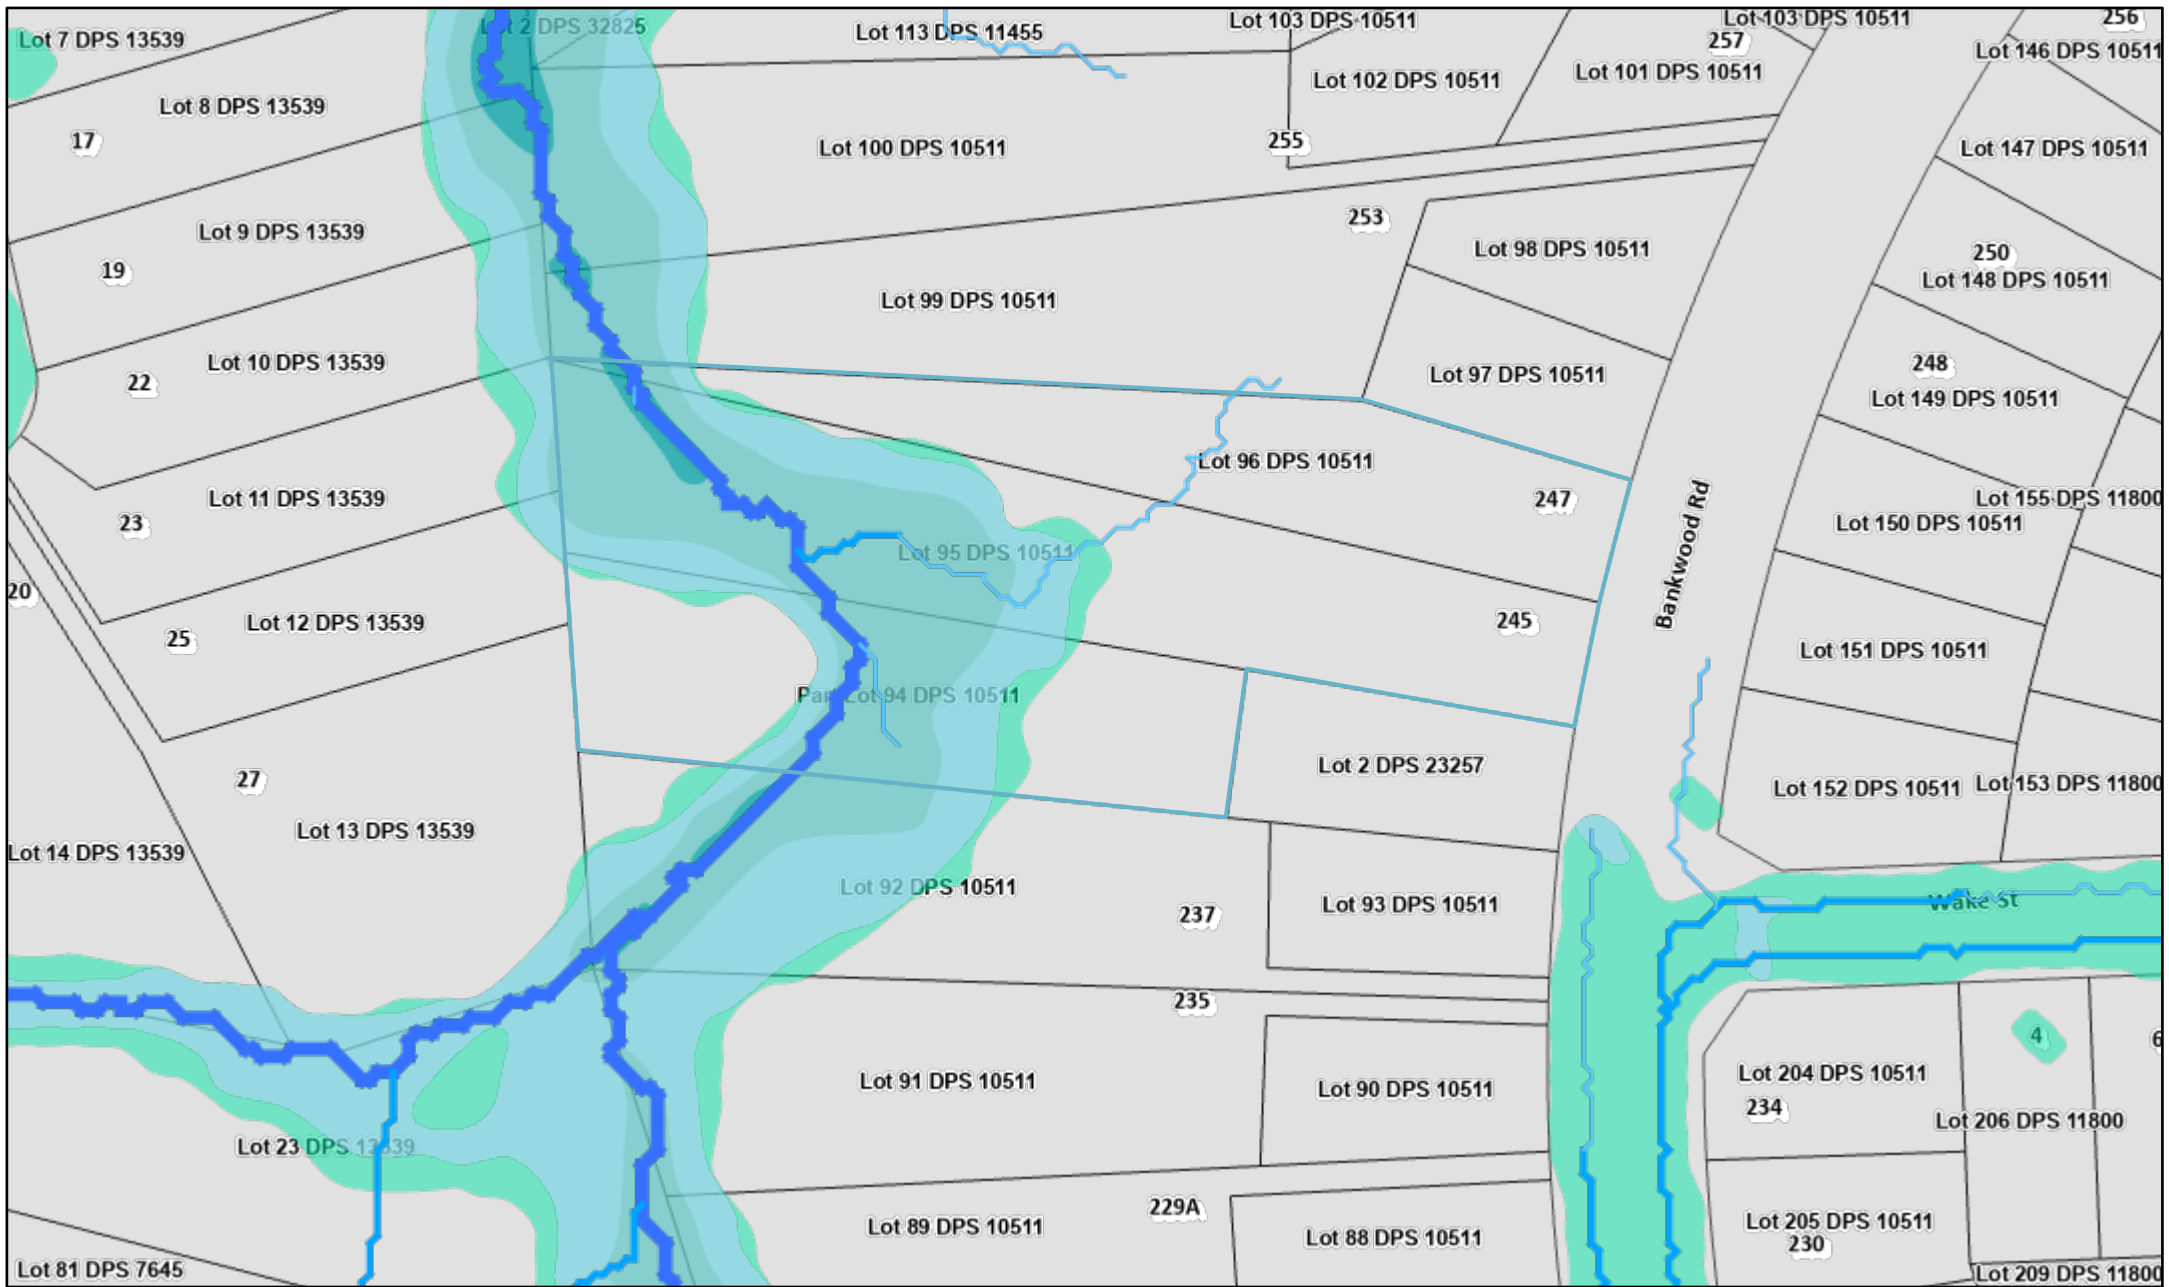 Lot 7 DPS 13539
Lot 2 DPS 32825
Lot 113 DPS 11455
Lot 103 DPS 10511
Lot 103 DPS 10511
256
257
Lot 146 DPS 10511
Lot 8 DPS 13539
Lot 102 DPS 10511
Lot 101 DPS 10511
17
Lot 100 DPS 10511
255
Lot 147 DPS 10511
Lot 9 DPS 13539
253
Lot 98 DPS 10511
250
Lot 148 DPS 10511
19
Lot 99 DPS 10511
Lot 10 DPS 13539
22
Lot 97 DPS 10511
248
Lot 149 DPS 10511
Lot 96 DPS 10511
Lot 11 DPS 13539
23
247
Lot 155 DPS 11800
Lot 150 DPS 10511
Bankwood Rd
Lot 95 DPS 10511
20
Lot 12 DPS 13539
25
245
Lot 151 DPS 10511
Part Lot 94 DPS 10511
27
Lot 2 DPS 23257
Lot 152 DPS 10511
Lot 153 DPS 11800
Lot 13 DPS 13539
Lot 14 DPS 13539
Lot 92 DPS 10511
237
Lot 93 DPS 10511
Wake St
235
4
6
Lot 91 DPS 10511
Lot 90 DPS 10511
Lot 204 DPS 10511
234
Lot 206 DPS 11800
Lot 23 DPS 13539
229A
Lot 89 DPS 10511
Lot 88 DPS 10511
Lot 205 DPS 10511
230
Lot 81 DPS 7645
Lot 209 DPS 11800